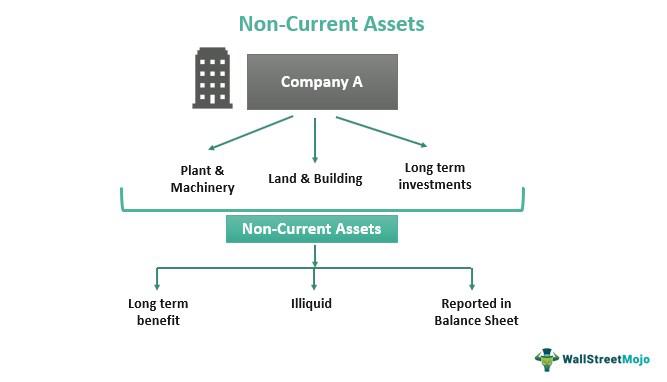 Non-Current Assets
Company A
Plant &
Machinery
Land & Building
Long term
investments
Non-Current Assets
Long term
benefit
Illiquid
Reported in
Balance Sheet
WallStreetMojo